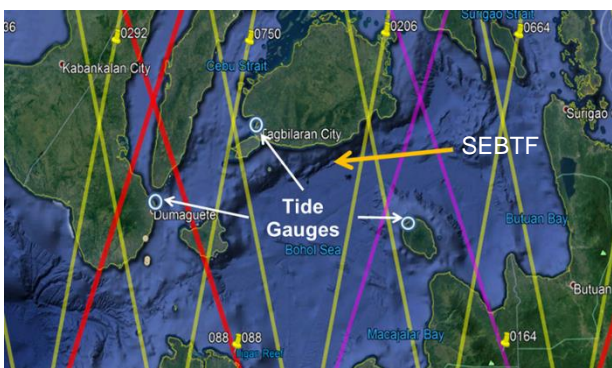 36
0292
0750
0206
Surigao Strait
0664
Kabankalan City
Cebu Strait
Surigao
Tagbilaran City
SEBTF
Tide
Gauges
Dumaguete
Butuan Bay
Bohol Sea
Butuan
Macajalar Bay
088
088
0164